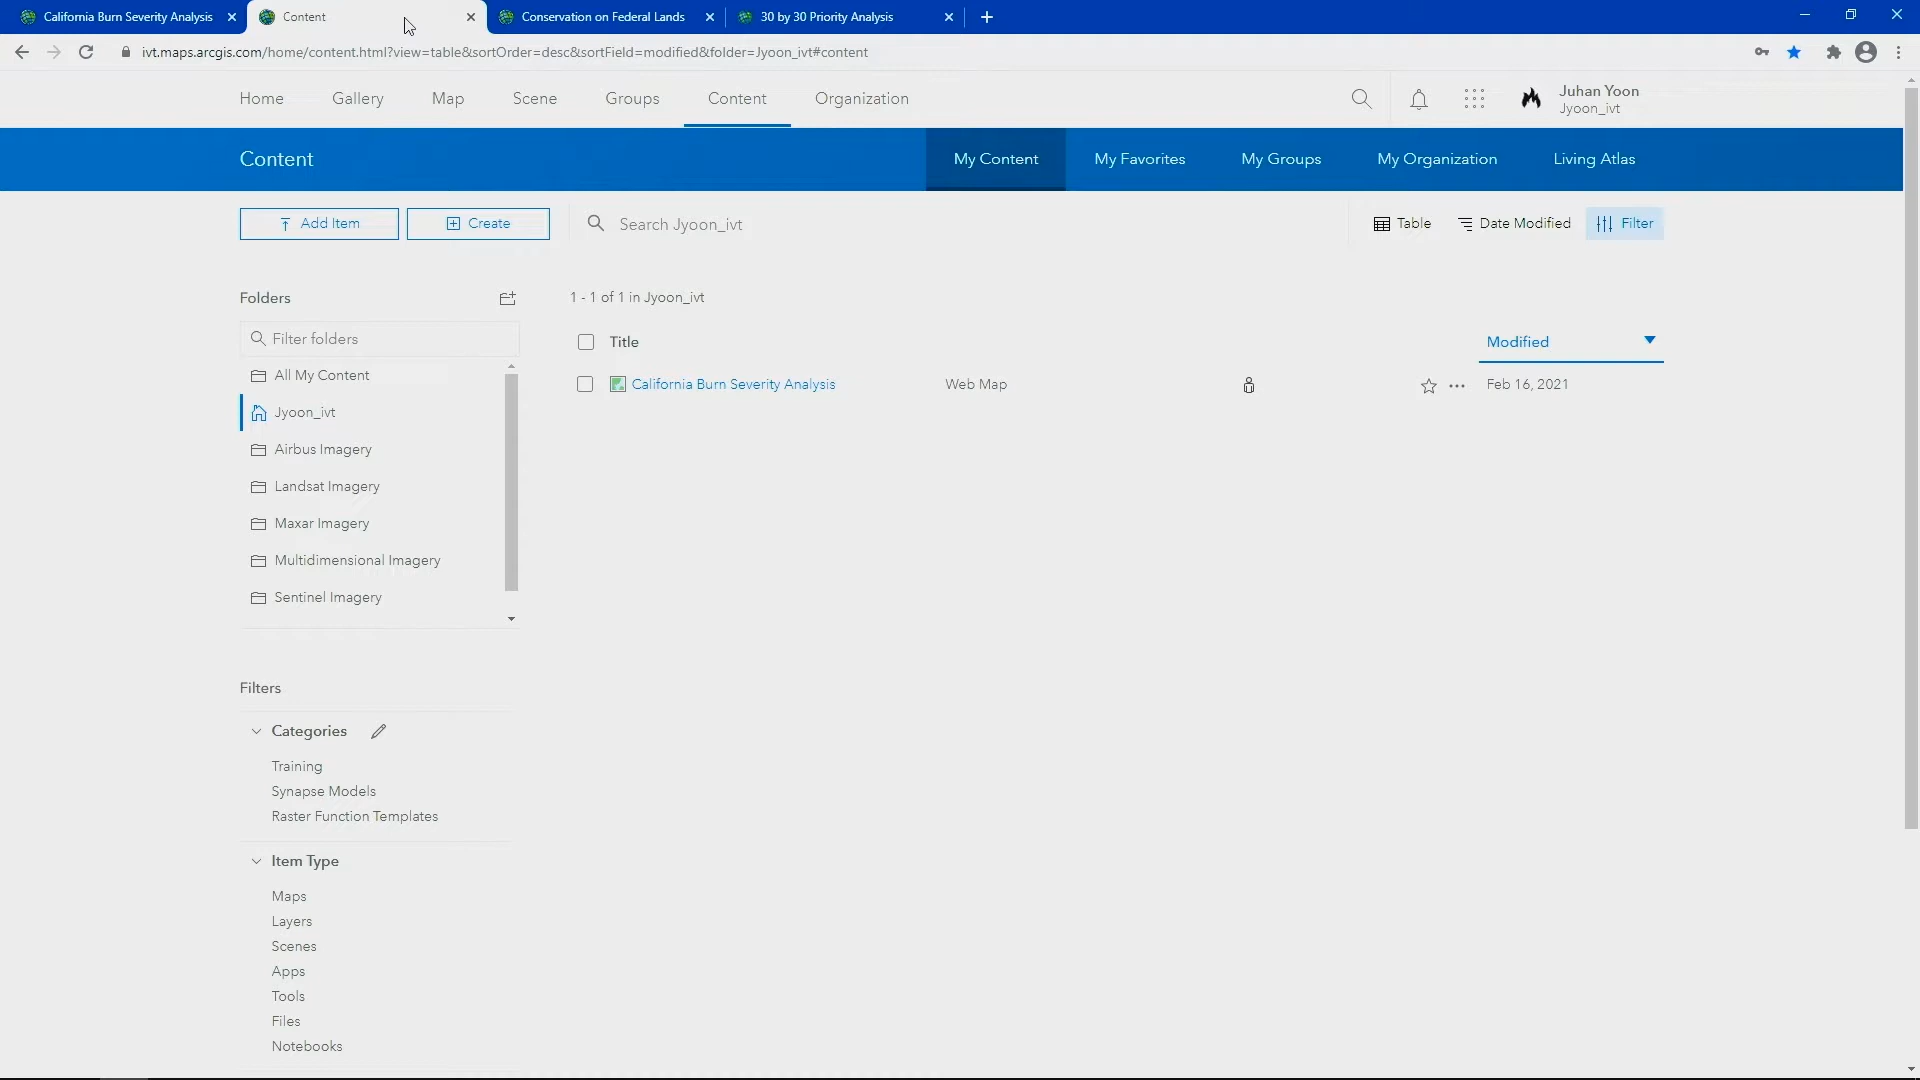 California Burn Severity Analysis
Content
Conservation on Federal Lands
30 by 30 Priority Analysis
ivt.maps.arcgis.com/home/content.html?view=table&sortOrder=desc&sortField=modified&folder=Jyoon_ivt#content
Home Gallery Map Scene Groups Content Organization
Juhan Yoon
Jyoon_ivt
Content
My Content My Favorites My Groups My Organization Living Atlas
Add Item Create Search Jyoon_ivt Table Date Modified Filter
Folders
1 - 1 of 1 in Jyoon_ivt
Filter folders
Title Modified
All My Content
California Burn Severity Analysis Web Map Feb 16, 2021
Jyoon_ivt
Airbus Imagery
Landsat Imagery
Maxar Imagery
Multidimensional Imagery
Sentinel Imagery
Filters
Categories
Training
Synapse Models
Raster Function Templates
Item Type
Maps
Layers
Scenes
Apps
Tools
Files
Notebooks